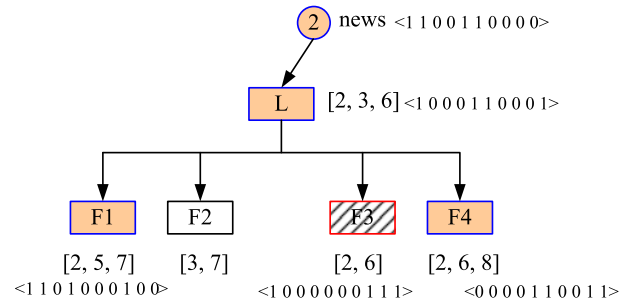 2 news <1 1 0 0 1 1 0 0 0 0>
L [2, 3, 6] <1 0 0 0 1 1 0 0 0 1>
F1 F2 F3 F4
[2, 5, 7] [3, 7] [2, 6] [2, 6, 8]
<1 1 0 1 0 0 0 1 0 0> <1 0 0 0 0 0 0 1 1 1> <0 0 0 0 1 1 0 0 1 1>